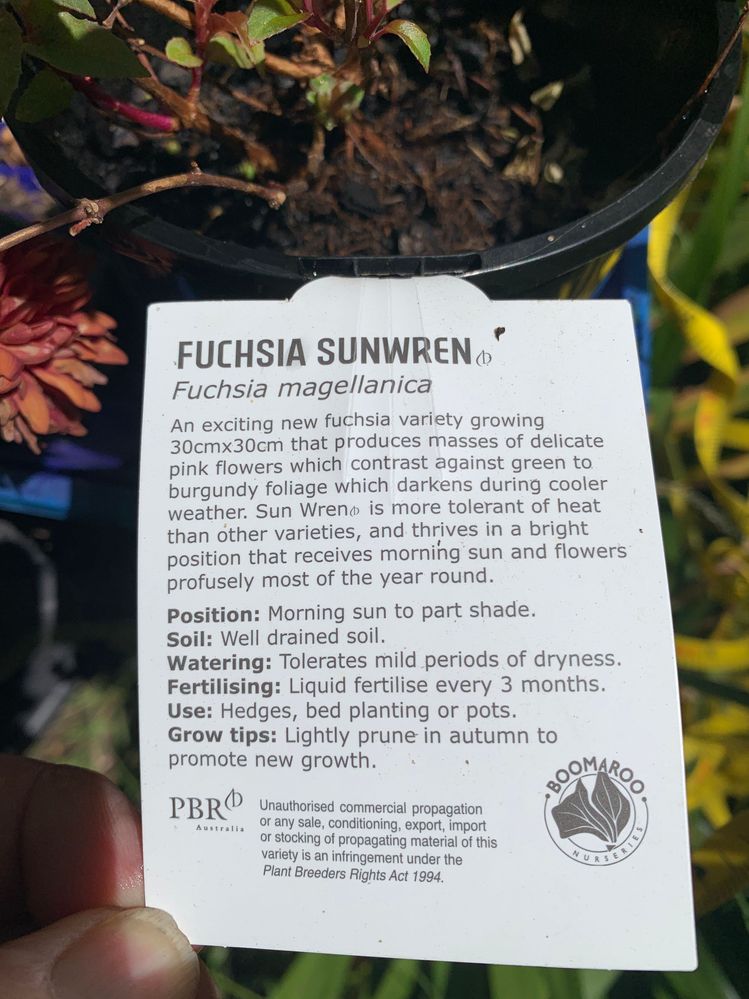 FUCHSIA SUNWREN
Fuchsia magellanica
An exciting new fuchsia variety growing
30cmx30cm that produces masses of delicate
pink flowers which contrast against green to
burgundy foliage which darkens during cooler
weather. Sun Wren is more tolerant of heat
than other varieties, and thrives in a bright
position that receives morning sun and flowers
profusely most of the year round.
Position: Morning sun to part shade.
Soil: Well drained soil.
Watering: Tolerates mild periods of dryness.
Fertilising: Liquid fertilise every 3 months.
Use: Hedges, bed planting or pots.
Grow tips: Lightly prune in autumn to
promote new growth.
PBR
Australia
Unauthorised commercial propagation
or any sale, conditioning, export, import
or stocking of propagating material of this
variety is an infringement under the
Plant Breeders Rights Act 1994.
BOOMAROO
NURSERIES